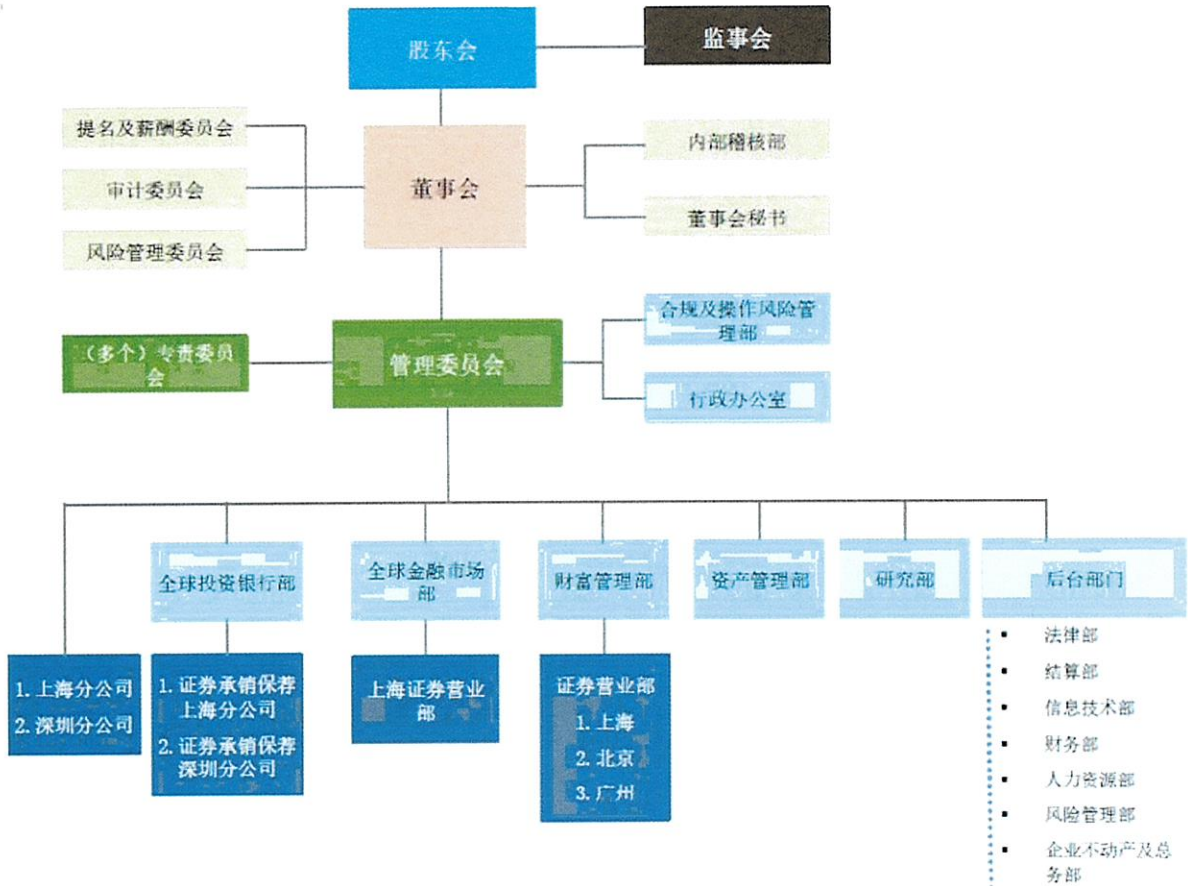 股东会
监事会
提名及薪酬委员会
审计委员会
风险管理委员会
董事会
内部稽核部
董事会秘书
（多个）专责委员
会
管理委员会
合规及操作风险管
理部
行政办公室
全球投资银行部
全球金融市场
部
财富管理部
资产管理部
研究部
后台部门
1. 上海分公司
2. 深圳分公司
1. 证券承销保荐
上海分公司
2. 证券承销保荐
深圳分公司
上海证券营业
部
证券营业部
1. 上海
2. 北京
3. 广州
▪ 法律部
▪ 结算部
▪ 信息技术部
▪ 财务部
▪ 人力资源部
▪ 风险管理部
▪ 企业不动产及总
务部